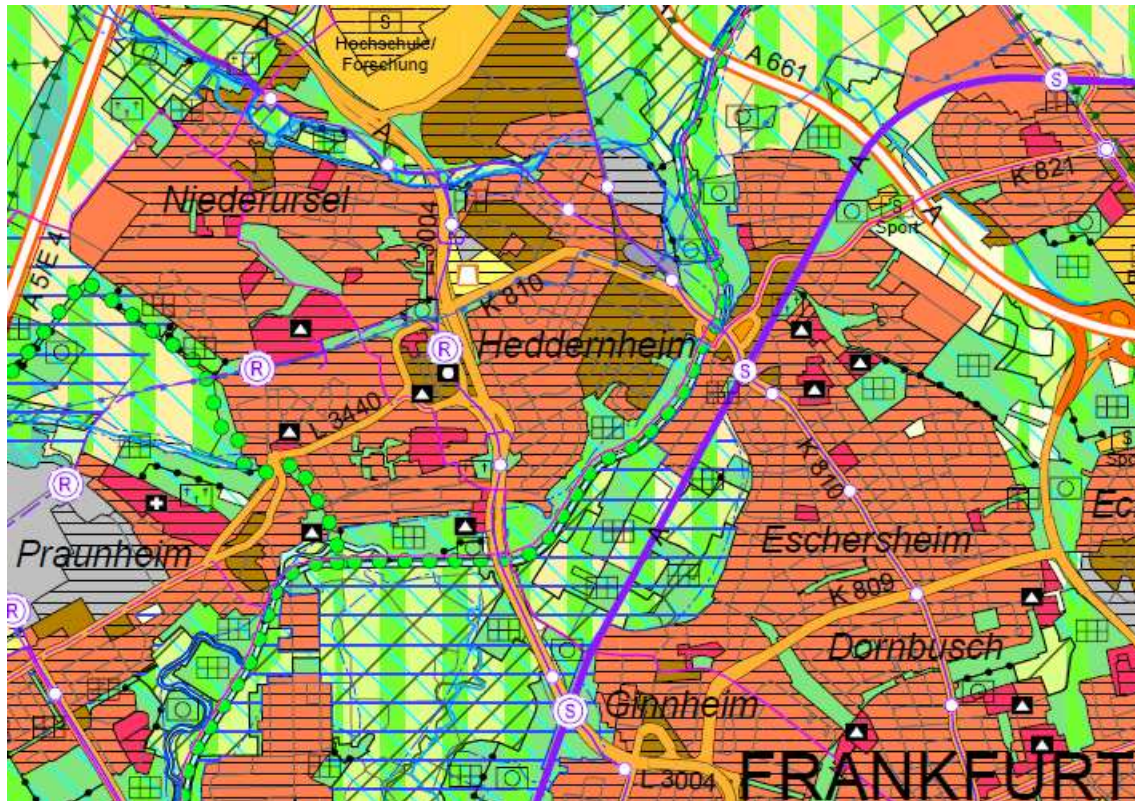 S
Hochschule/
Forschung
A
A 661
S
A
Niederursel
L 3004
K 821
S
Sport
A
A
A 5/E 4
K 810
R
Heddernheim
R
S
L 3440
K 810
S
R
Praunheim
Eschersheim
Ec
K 809
R
Dornbusch
S
Ginnheim
L 3004
FRANKFURT